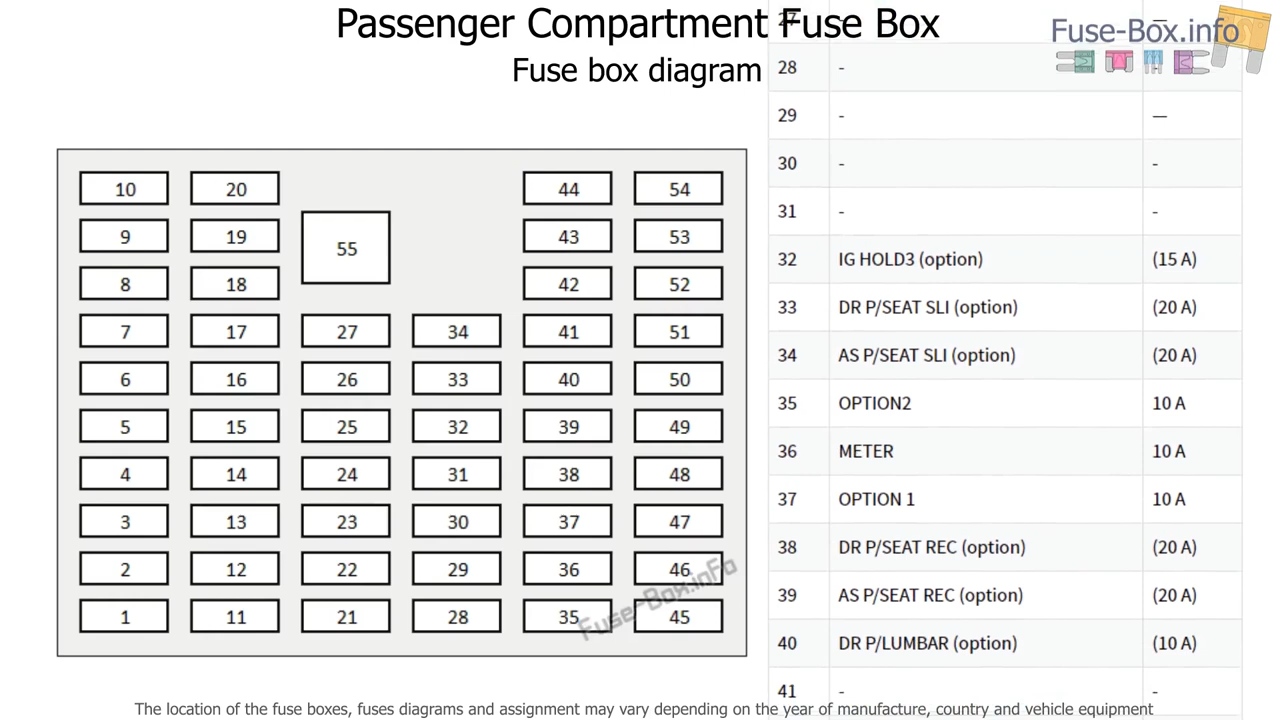 Passenger Compartment Fuse Box
Fuse box diagram
Fuse-Box.info
10 20 44 54
9 19 55 43 53
8 18 42 52
7 17 27 34 41 51
6 16 26 33 40 50
5 15 25 32 39 49
4 14 24 31 38 48
3 13 23 30 37 47
2 12 22 29 36 46
1 11 21 28 35 45
Fuse-Box.info
27 - —
28 - -
29 - —
30 - -
31 - -
32 IG HOLD3 (option) (15 A)
33 DR P/SEAT SLI (option) (20 A)
34 AS P/SEAT SLI (option) (20 A)
35 OPTION2 10 A
36 METER 10 A
37 OPTION 1 10 A
38 DR P/SEAT REC (option) (20 A)
39 AS P/SEAT REC (option) (20 A)
40 DR P/LUMBAR (option) (10 A)
41 - -
The location of the fuse boxes, fuses diagrams and assignment may vary depending on the year of manufacture, country and vehicle equipment